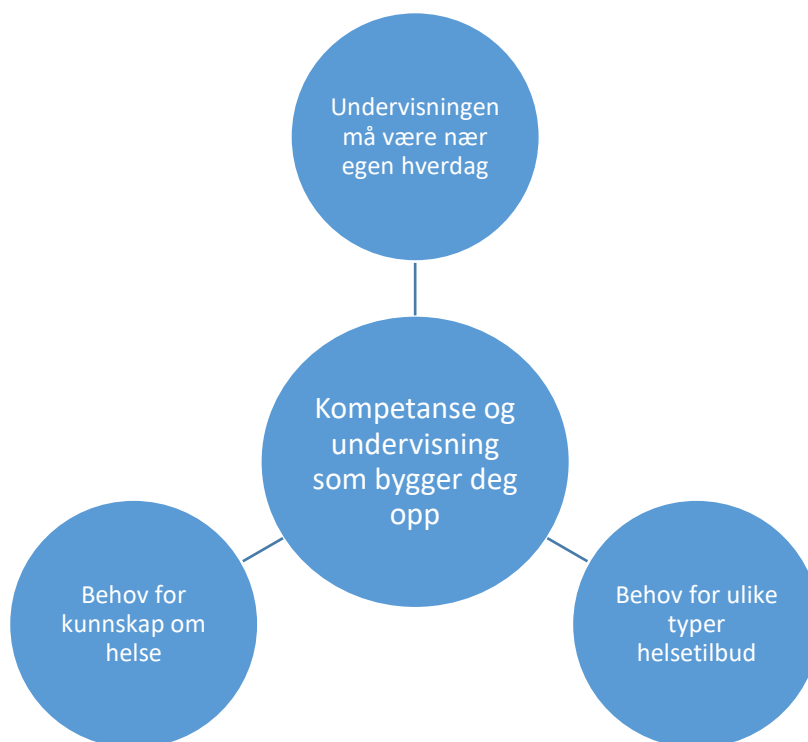 Undervisningen
må være nær
egen hverdag
Kompetanse og
undervisning
som bygger deg
opp
Behov for
kunnskap om
helse
Behov for ulike
typer
helsetilbud